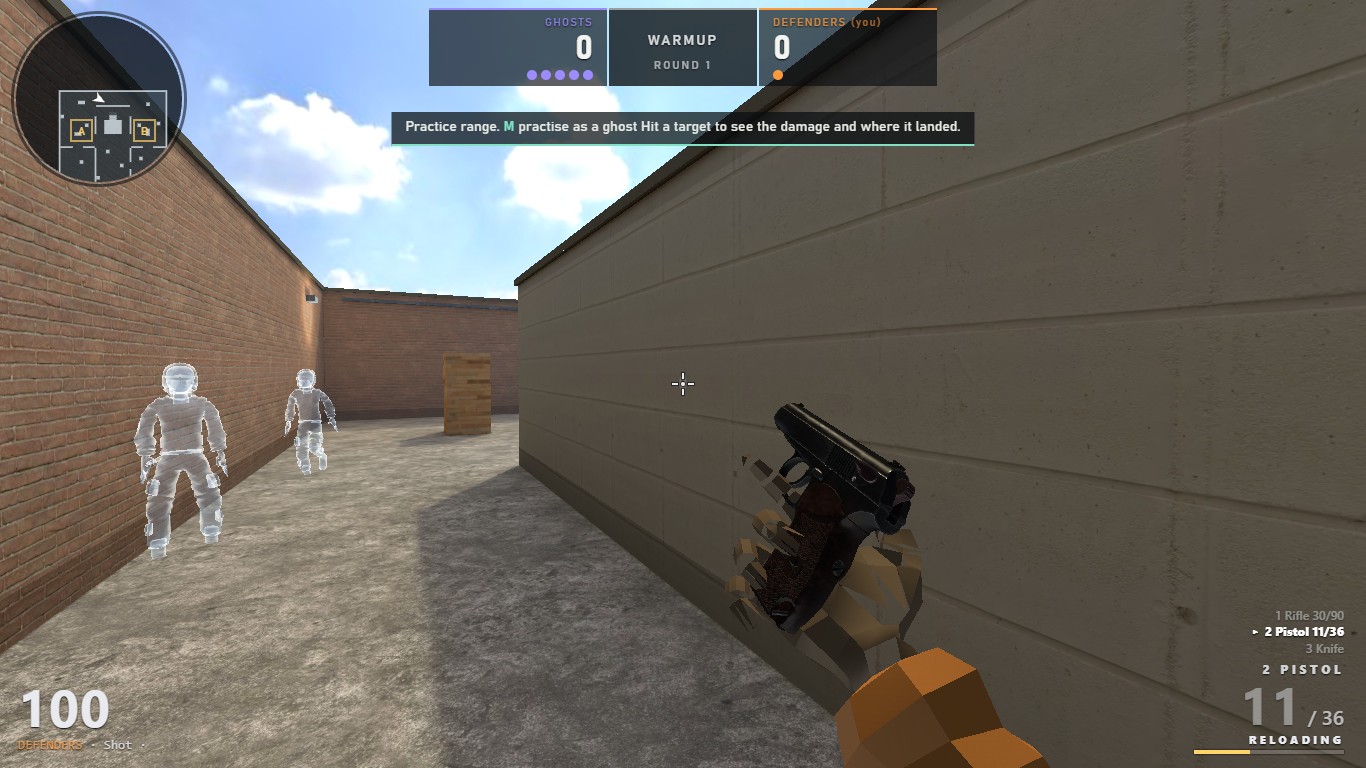 GHOSTS
0
WARMUP
ROUND 1
DEFENDERS (you)
0
Practice range. M practise as a ghost Hit a target to see the damage and where it landed.
A
B
1 Rifle 30/90
▸ 2 Pistol 11/36
3 Knife
2 PISTOL
11 / 36
RELOADING
100
DEFENDERS · Shot ·